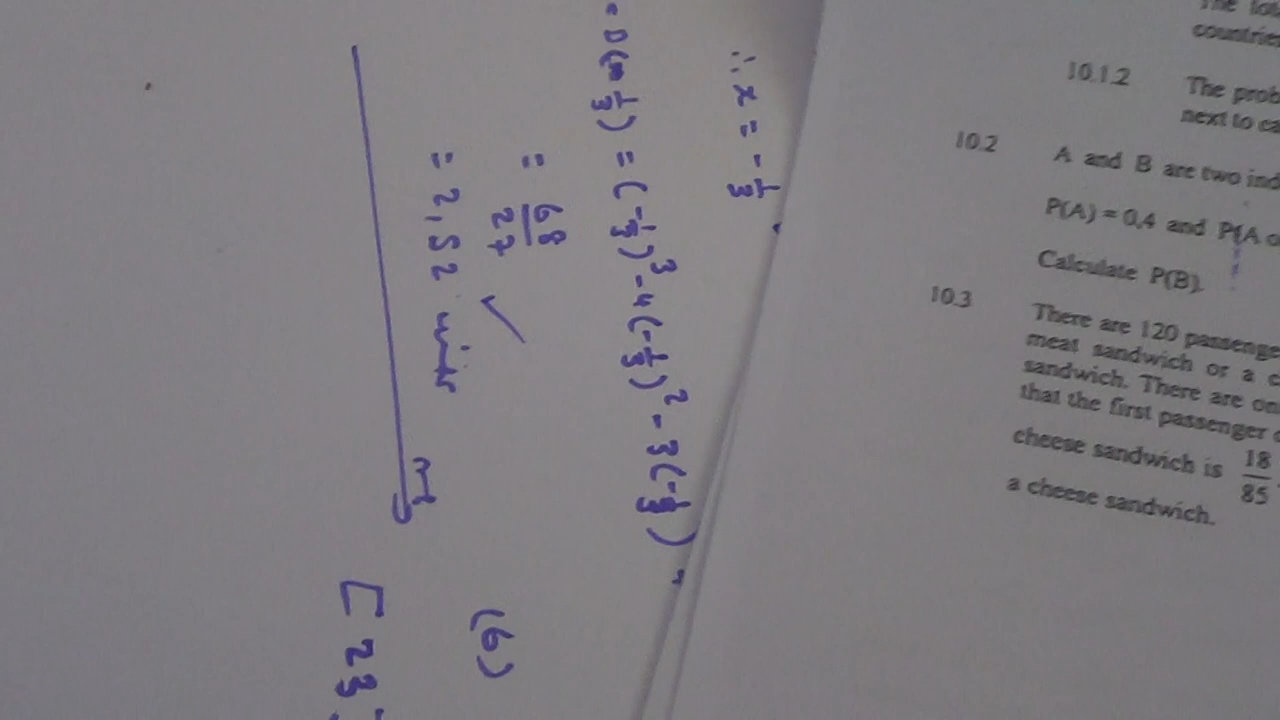 ∴ x = -1/3
= D(-1/3) = (-1/3)³ - 4(-1/3)² - 3(-1/3)
= 68/27 ✓
= 2,52
(6)
[23
countrie
10.1.2 The prob
next to ca
10.2 A and B are two ind
P(A) = 0,4 and P(A o
Calculate P(B).
10.3 There are 120 passenge
meat sandwich or a c
sandwich. There are on
that the first passenger
cheese sandwich is 18/85
a cheese sandwich.